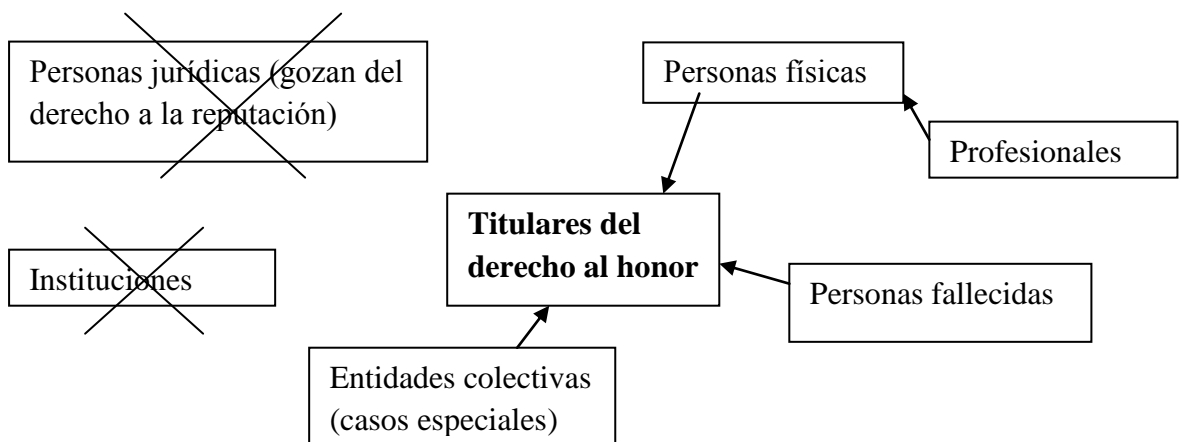 Personas jurídicas (gozan del
derecho a la reputación)
Personas físicas
Profesionales
Titulares del
derecho al honor
Instituciones
Personas fallecidas
Entidades colectivas
(casos especiales)